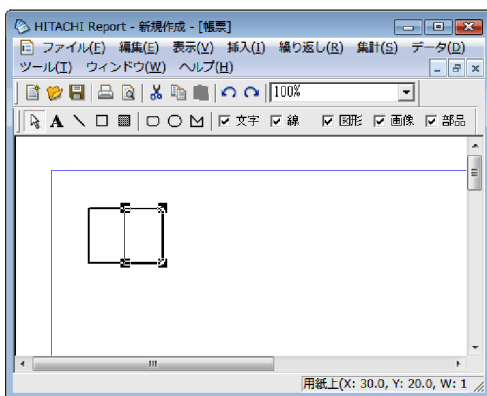 HITACHI Report - 新規作成 - [帳票]
ファイル(F) 編集(E) 表示(V) 挿入(I) 繰り返し(R) 集計(S) データ(D)
ツール(T) ウィンドウ(W) ヘルプ(H)
100%
A 文字 線 図形 画像 部品
用紙上(X: 30.0, Y: 20.0, W: 1